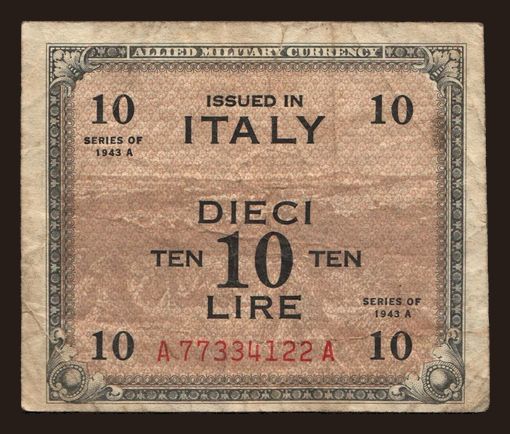 ALLIED MILITARY CURRENCY
10 ISSUED IN 10
ITALY
SERIES OF
1943 A
DIECI
TEN 10 TEN
LIRE
SERIES OF
1943 A
10 A77334122A 10